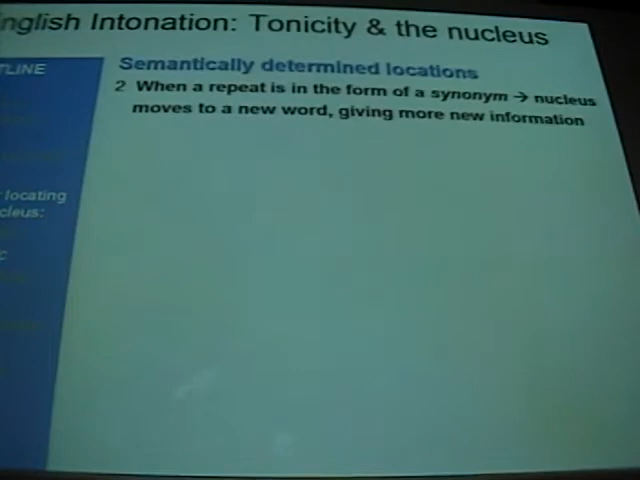 nglish Intonation: Tonicity & the nucleus
TLINE
Semantically determined locations
2 When a repeat is in the form of a synonym → nucleus
moves to a new word, giving more new information
locating
cleus:
c